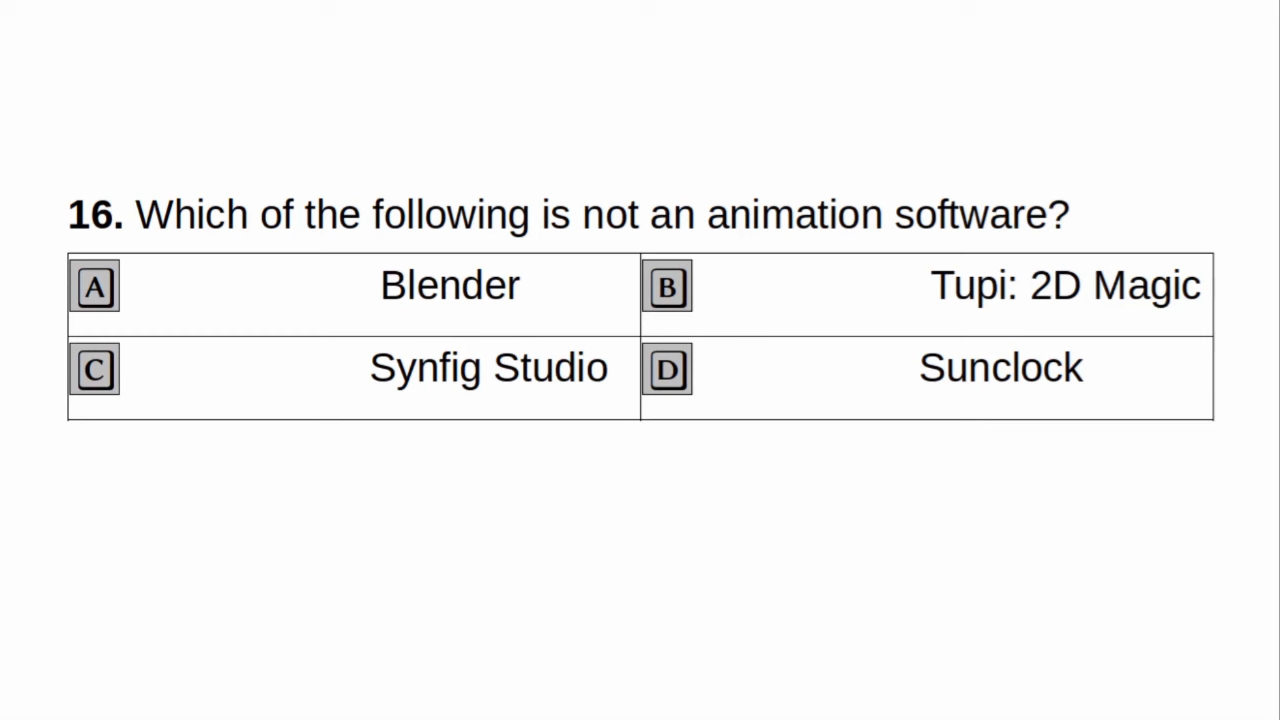 16. Which of the following is not an animation software?
A Blender B Tupi: 2D Magic
C Synfig Studio D Sunclock